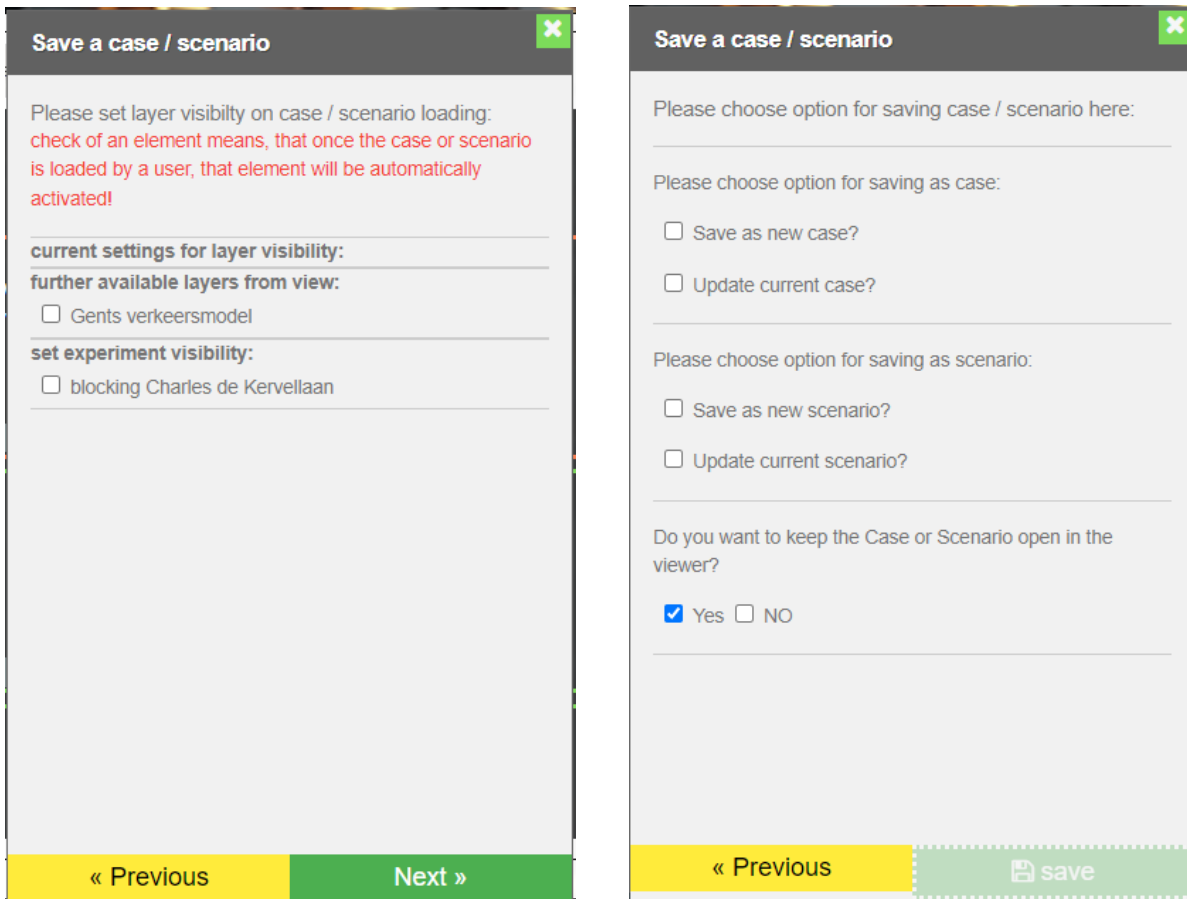 Save a case / scenario
Please set layer visibilty on case / scenario loading:
check of an element means, that once the case or scenario
is loaded by a user, that element will be automatically
activated!
current settings for layer visibility:
further available layers from view:
Gents verkeersmodel
set experiment visibility:
blocking Charles de Kervellaan
« Previous
Next »
Save a case / scenario
Please choose option for saving case / scenario here:
Please choose option for saving as case:
Save as new case?
Update current case?
Please choose option for saving as scenario:
Save as new scenario?
Update current scenario?
Do you want to keep the Case or Scenario open in the
viewer?
Yes NO
« Previous
save